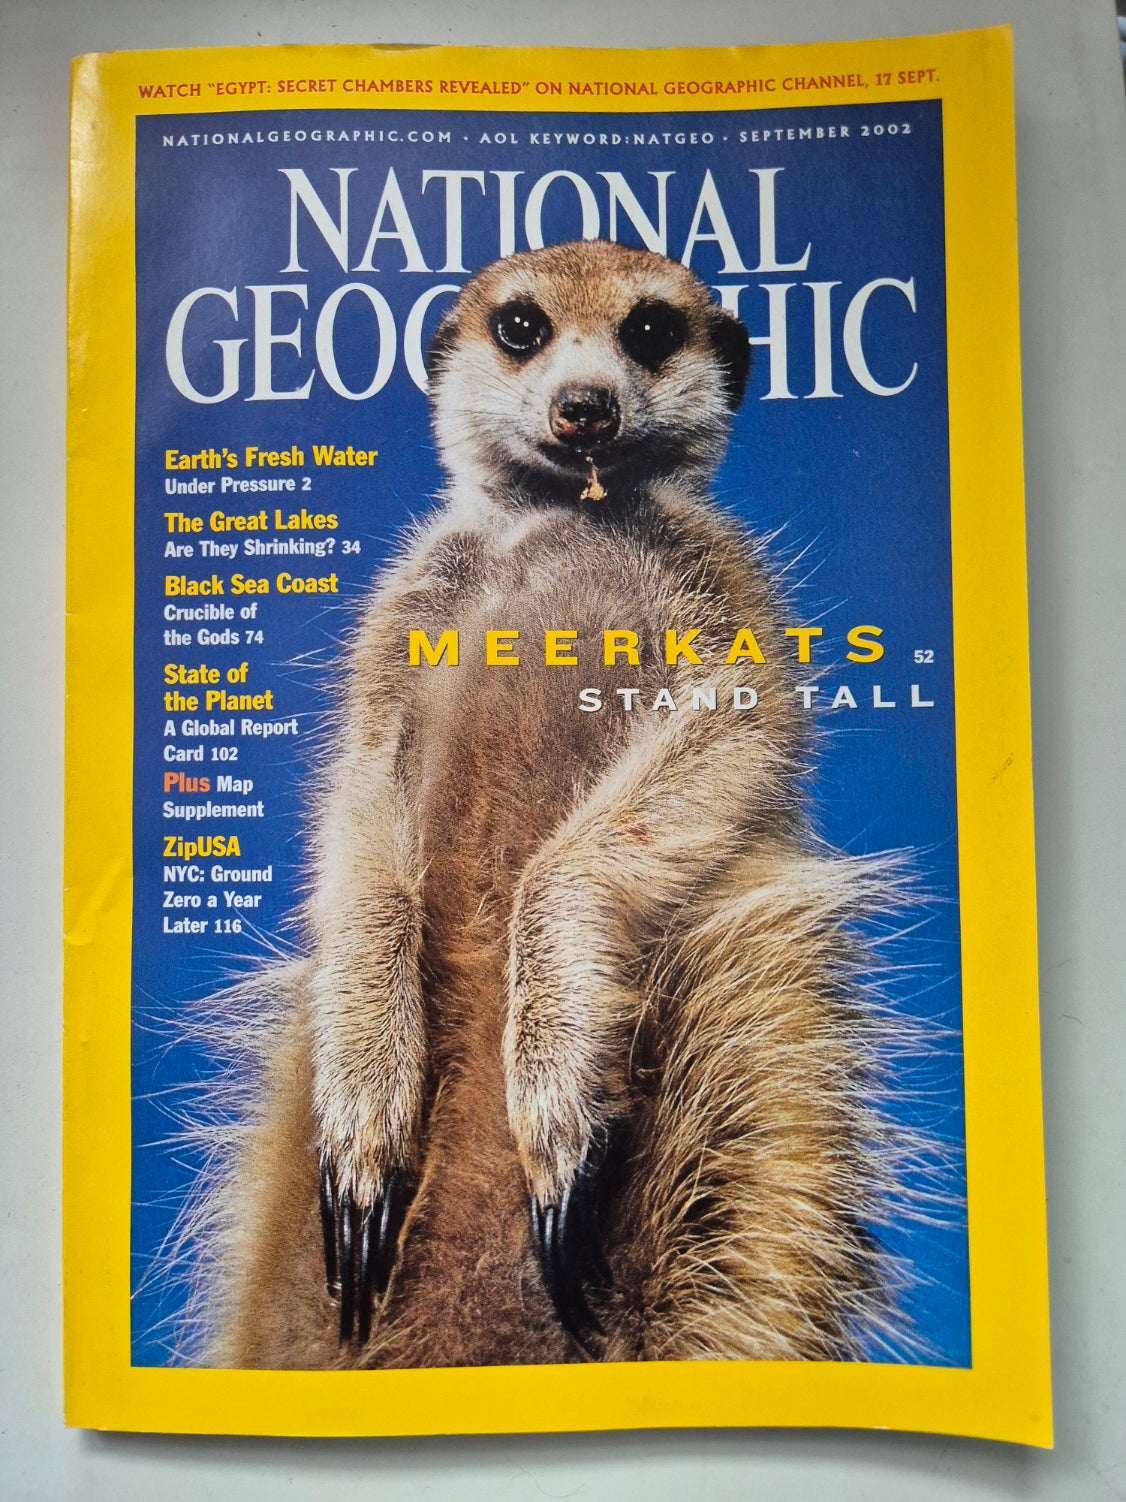 WATCH "EGYPT: SECRET CHAMBERS REVEALED" ON NATIONAL GEOGRAPHIC CHANNEL, 17 SEPT.
NATIONALGEOGRAPHIC.COM • AOL KEYWORD:NATGEO • SEPTEMBER 2002
NATIONAL
GEOGRAPHIC
Earth's Fresh Water
Under Pressure 2
The Great Lakes
Are They Shrinking? 34
Black Sea Coast
Crucible of
the Gods 74
State of
the Planet
A Global Report
Card 102
Plus Map
Supplement
ZipUSA
NYC: Ground
Zero a Year
Later 116
MEERKATS 52
STAND TALL